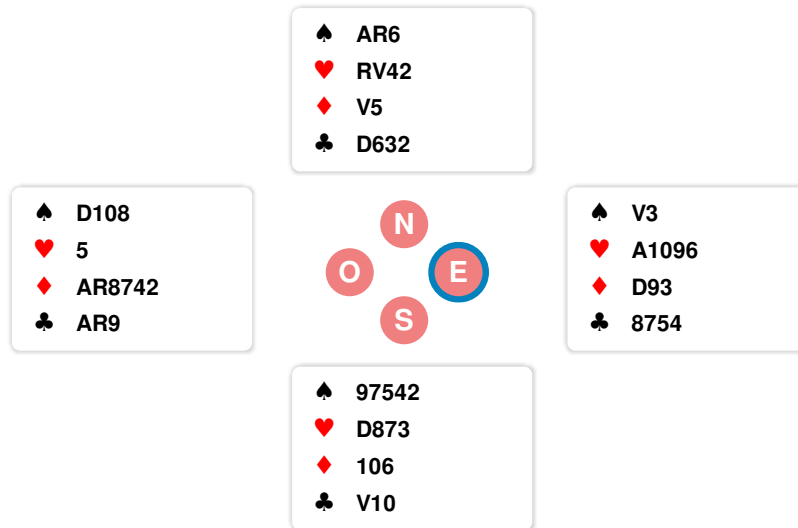 ♠ AR6
♥ RV42
♦ V5
♣ D632
♠ D108
♥ 5
♦ AR8742
♣ AR9
N
O
E
S
♠ V3
♥ A1096
♦ D93
♣ 8754
♠ 97542
♥ D873
♦ 106
♣ V10